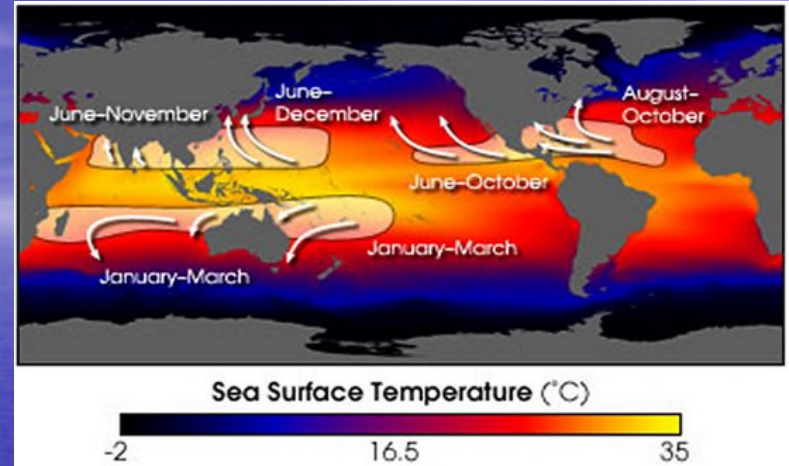 June–November
June–
December
August–
October
June–October
January–March
January–March
Sea Surface Temperature (˚C)
-2
16.5
35